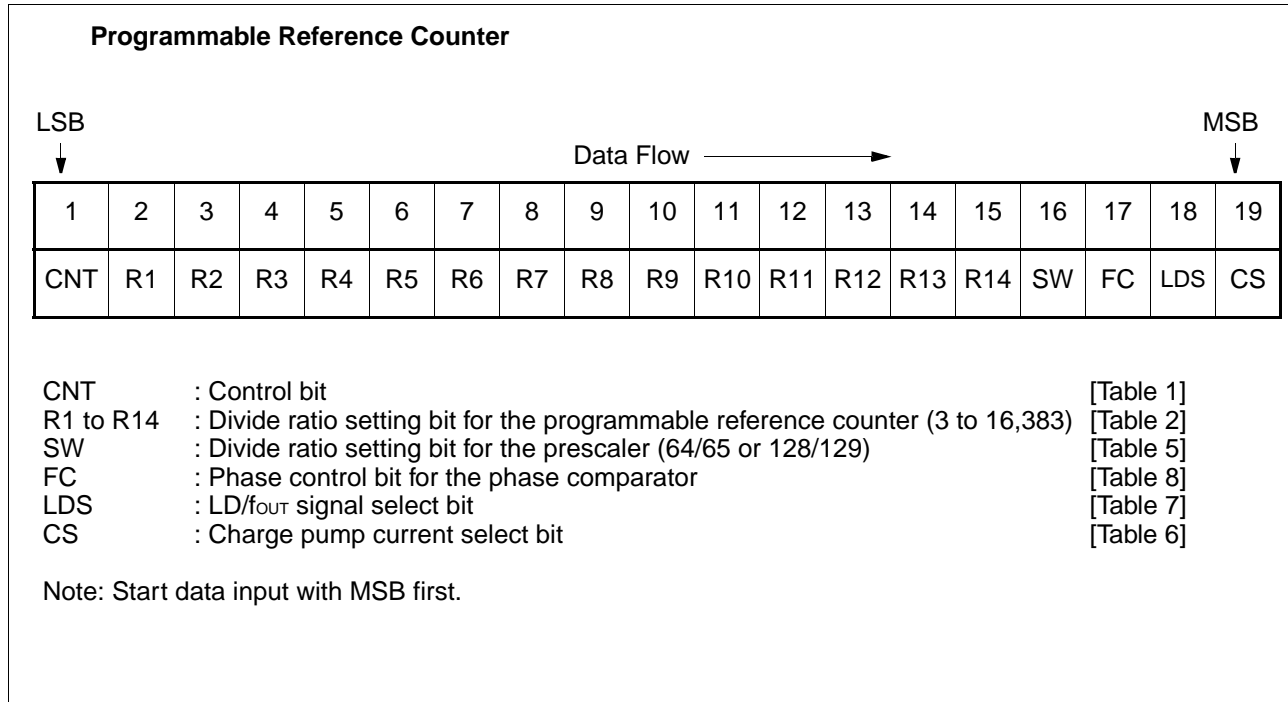 Programmable Reference Counter
LSB MSB
Data Flow
1 2 3 4 5 6 7 8 9 10 11 12 13 14 15 16 17 18 19
CNT R1 R2 R3 R4 R5 R6 R7 R8 R9 R10 R11 R12 R13 R14 SW FC LDS CS
CNT : Control bit [Table 1]
R1 to R14 : Divide ratio setting bit for the programmable reference counter (3 to 16,383) [Table 2]
SW : Divide ratio setting bit for the prescaler (64/65 or 128/129) [Table 5]
FC : Phase control bit for the phase comparator [Table 8]
LDS : LD/fOUT signal select bit [Table 7]
CS : Charge pump current select bit [Table 6]
Note: Start data input with MSB first.